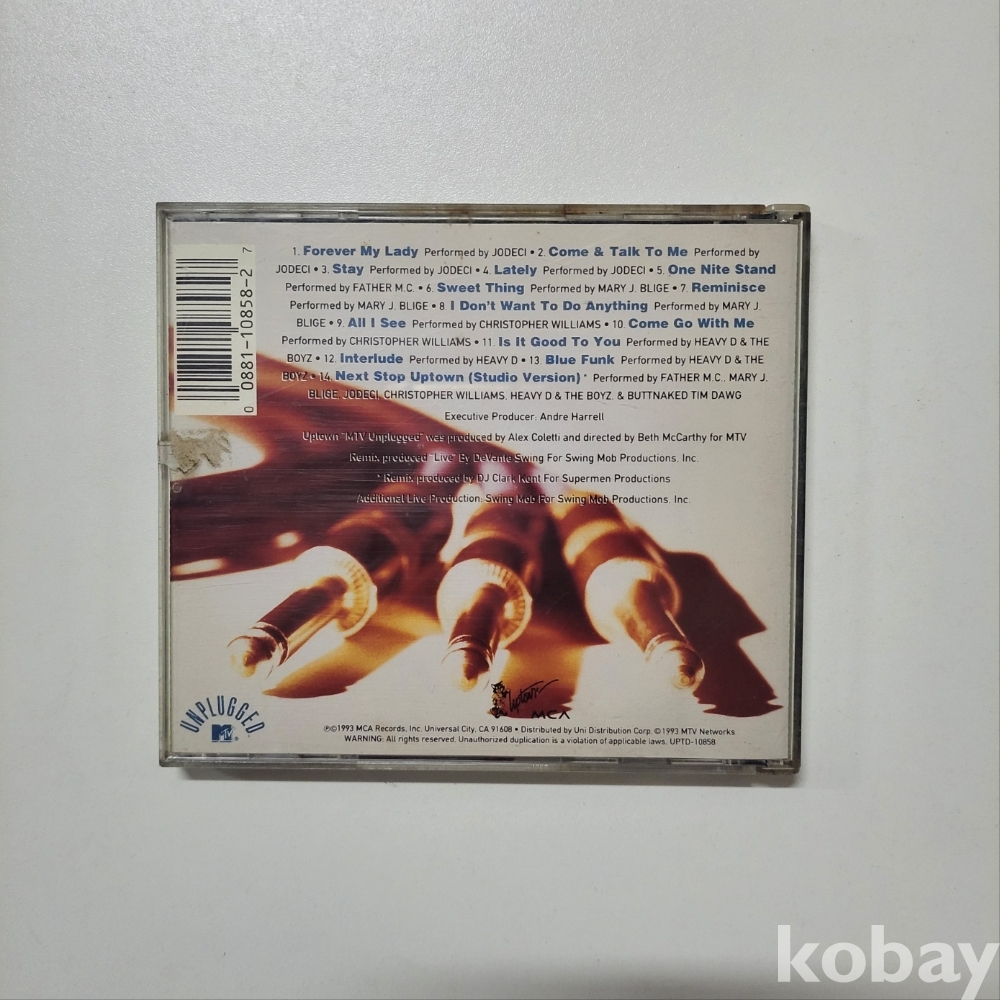 1. Forever My Lady Performed by JODECI • 2. Come & Talk To Me Performed by
JODECI • 3. Stay Performed by JODECI • 4. Lately Performed by JODECI • 5. One Nite Stand
Performed by FATHER M.C. • 6. Sweet Thing Performed by MARY J. BLIGE • 7. Reminisce
Performed by MARY J. BLIGE • 8. I Don't Want To Do Anything Performed by MARY J.
BLIGE • 9. All I See Performed by CHRISTOPHER WILLIAMS • 10. Come Go With Me
Performed by CHRISTOPHER WILLIAMS • 11. Is It Good To You Performed by HEAVY D & THE
BOYZ • 12. Interlude Performed by HEAVY D • 13. Blue Funk Performed by HEAVY D & THE
BOYZ • 14. Next Stop Uptown (Studio Version) * Performed by FATHER M.C., MARY J.
BLIGE, JODECI, CHRISTOPHER WILLIAMS, HEAVY D & THE BOYZ, & BUTTNAKED TIM DAWG
Executive Producer: Andre Harrell
Uptown "MTV Unplugged" was produced by Alex Coletti and directed by Beth McCarthy for MTV
Remix produced "Live" By DeVante Swing For Swing Mob Productions, Inc.
* Remix produced by DJ Clark Kent For Supermen Productions
Additional Live Production: Swing Mob For Swing Mob Productions, Inc.
0 0881-10858-2 7
UNPLUGGED
MTV
Uptown
MCA
℗©1993 MCA Records, Inc. Universal City, CA 91608 • Distributed by Uni Distribution Corp. ©1993 MTV Networks
WARNING: All rights reserved. Unauthorized duplication is a violation of applicable laws. UPTD-10858.
kobay